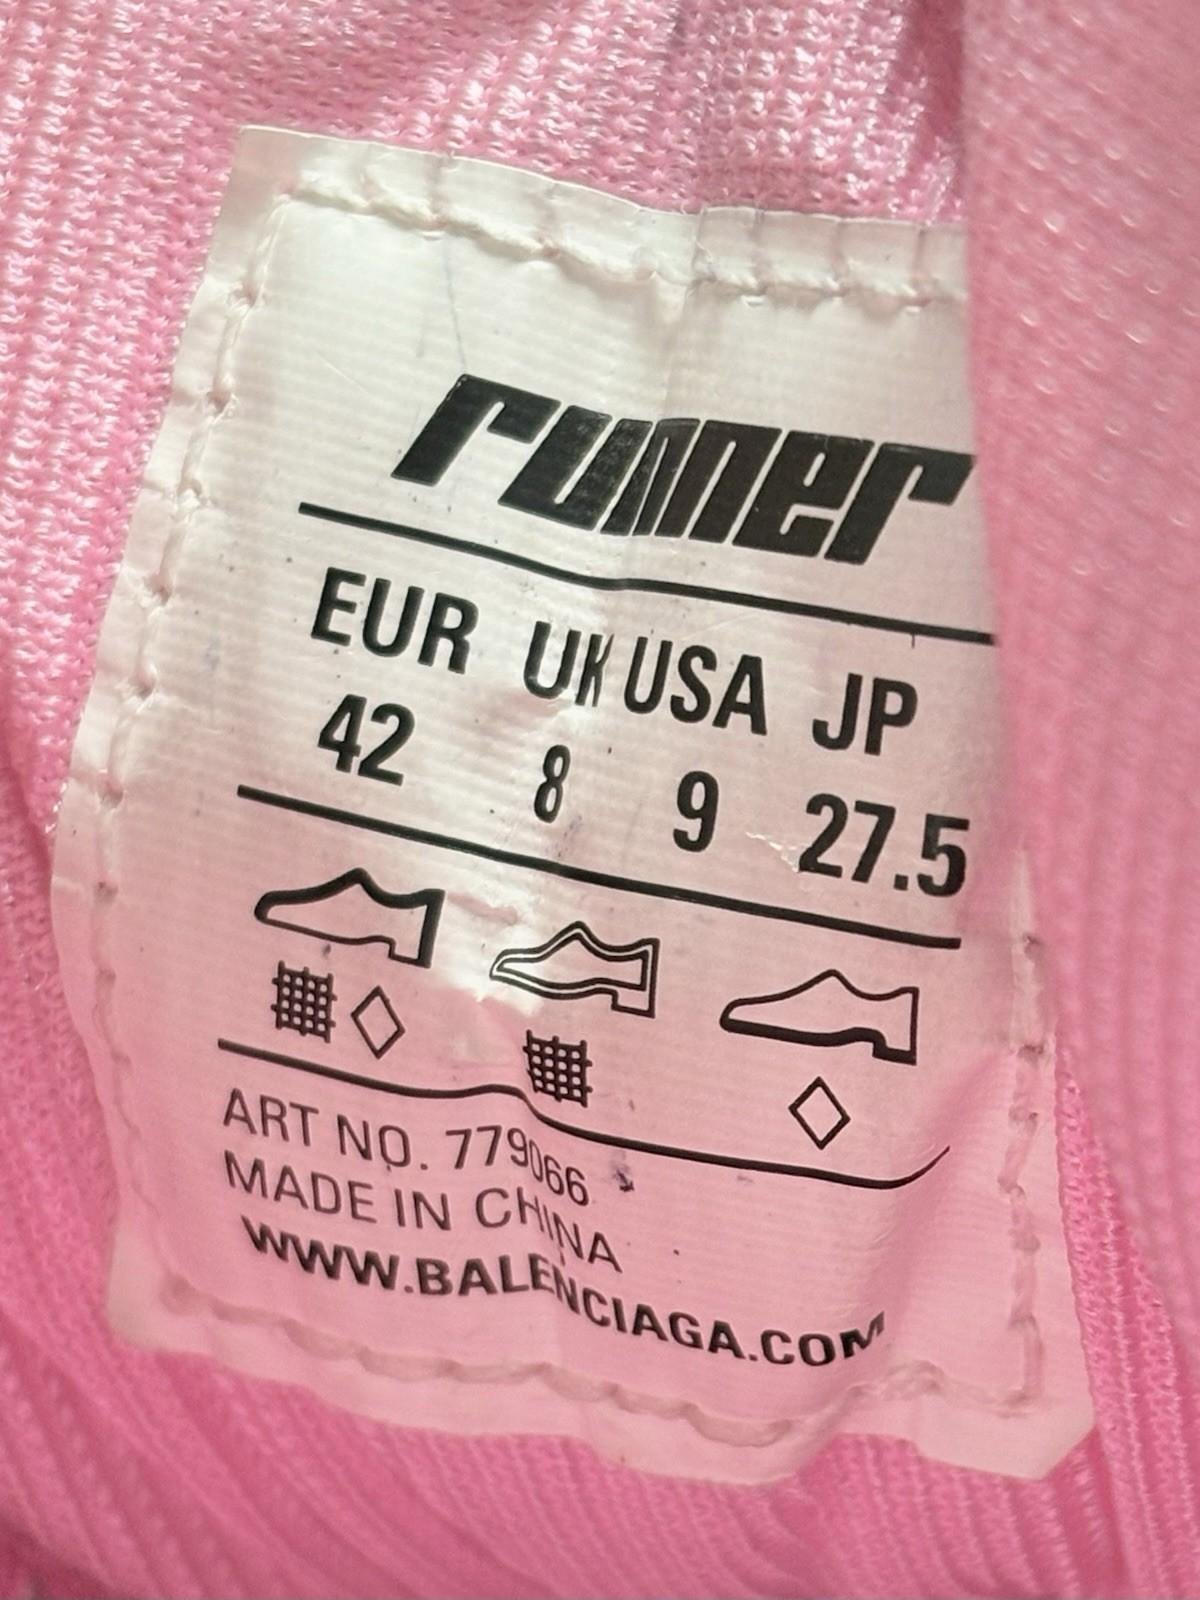 runner
EUR UK USA JP
42 8 9 27.5
ART NO. 779066
MADE IN CHINA
WWW.BALENCIAGA.COM